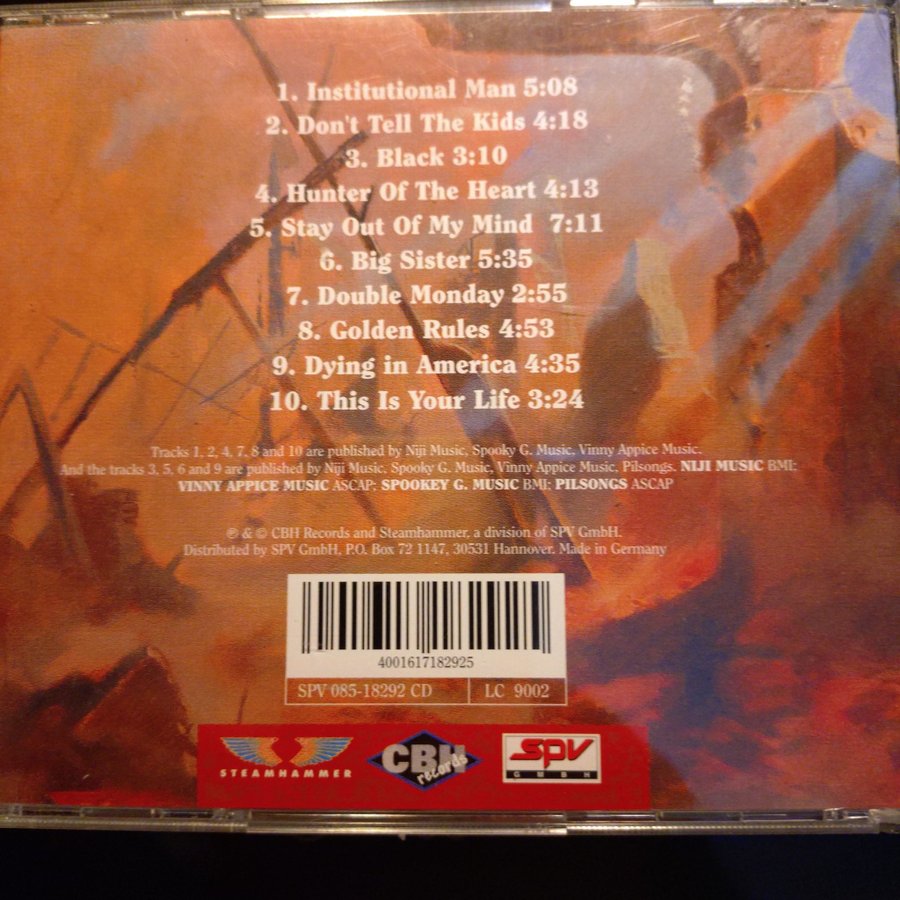 1. Institutional Man 5:08
2. Don't Tell The Kids 4:18
3. Black 3:10
4. Hunter Of The Heart 4:13
5. Stay Out Of My Mind 7:11
6. Big Sister 5:35
7. Double Monday 2:55
8. Golden Rules 4:53
9. Dying in America 4:35
10. This Is Your Life 3:24
Tracks 1, 2, 4, 7, 8 and 10 are published by Niji Music, Spooky G. Music, Vinny Appice Music.
And the tracks 3, 5, 6 and 9 are published by Niji Music, Spooky G. Music, Vinny Appice Music, Pilsongs. NIJI MUSIC BMI;
VINNY APPICE MUSIC ASCAP; SPOOKEY G. MUSIC BMI; PILSONGS ASCAP
℗ & © CBH Records and Steamhammer, a division of SPV GmbH.
Distributed by SPV GmbH, P.O. Box 72 1147, 30531 Hannover. Made in Germany
4001617182925
SPV 085-18292 CD LC 9002
STEAMHAMMER
CBH
records
SPV
GMBH